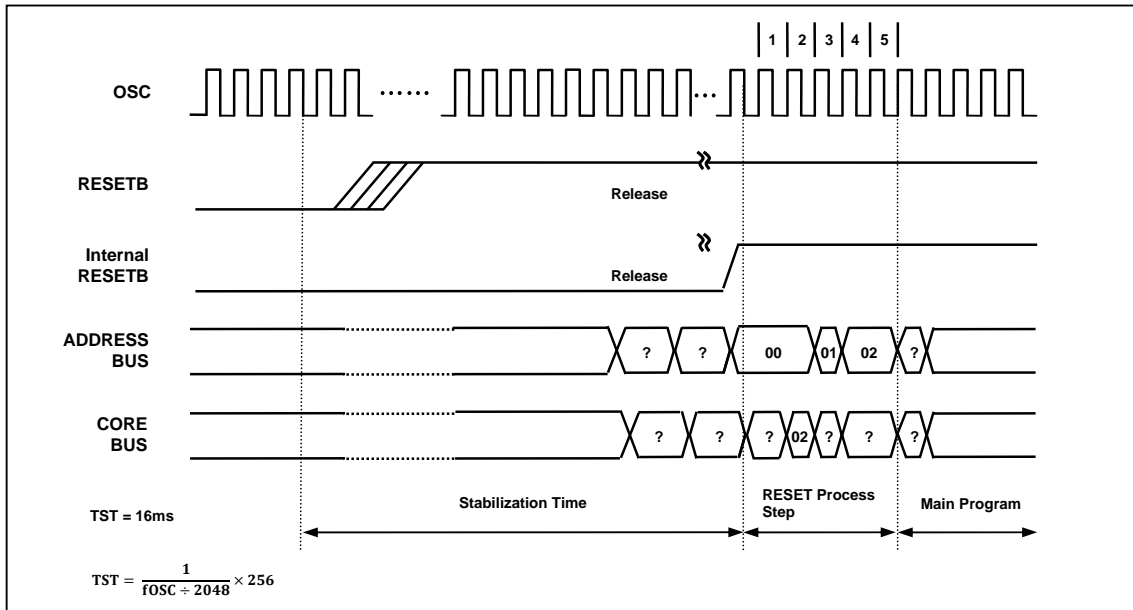 1 2 3 4 5
OSC
RESETB
Release
Internal
RESETB
Release
ADDRESS
BUS
? ? 00 01 02 ?
CORE
BUS
? ? ? 02 ? ? ?
TST = 16ms
Stabilization Time
RESET Process
Step
Main Program
TST = 1 / fOSC ÷ 2048 × 256